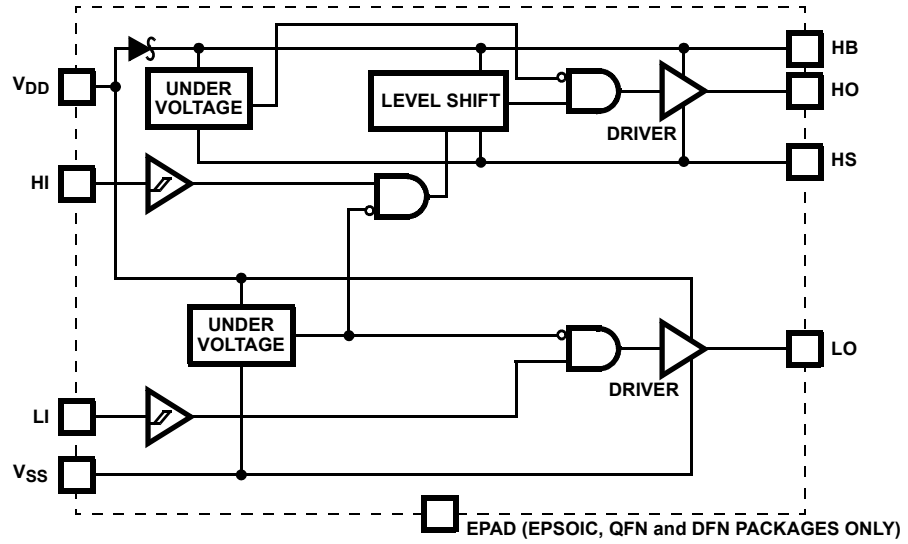 HB
VDD
UNDER
VOLTAGE
LEVEL SHIFT
HO
DRIVER
HI
HS
UNDER
VOLTAGE
LO
DRIVER
LI
VSS
EPAD (EPSOIC, QFN and DFN PACKAGES ONLY)